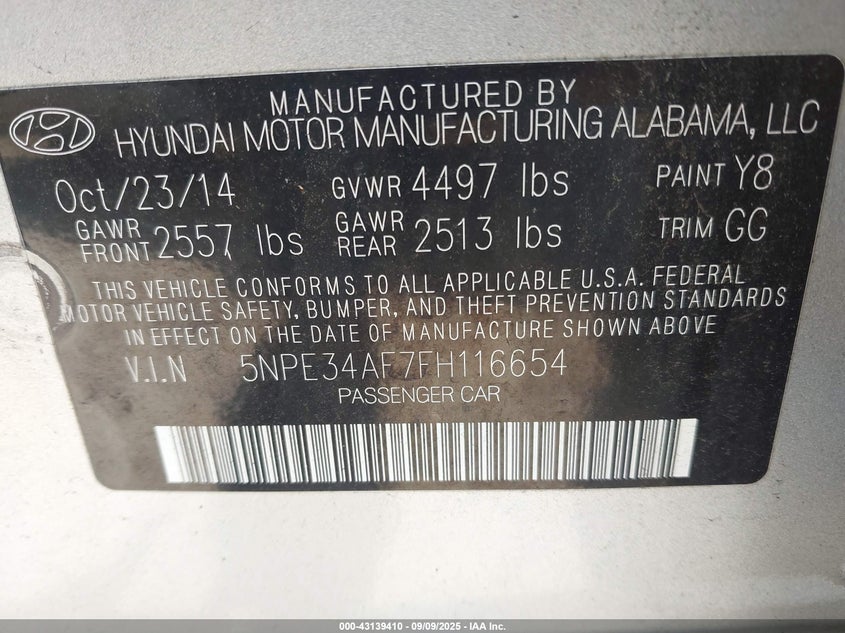 MANUFACTURED BY
HYUNDAI MOTOR MANUFACTURING ALABAMA, LLC
Oct/23/14 GVWR 4497 lbs PAINT Y8
GAWR FRONT 2557 lbs GAWR REAR 2513 lbs TRIM GG
THIS VEHICLE CONFORMS TO ALL APPLICABLE U.S.A. FEDERAL
MOTOR VEHICLE SAFETY, BUMPER, AND THEFT PREVENTION STANDARDS
IN EFFECT ON THE DATE OF MANUFACTURE SHOWN ABOVE
V.I.N 5NPE34AF7FH116654
PASSENGER CAR
000-43139410 - 09/09/2025 - IAA Inc.